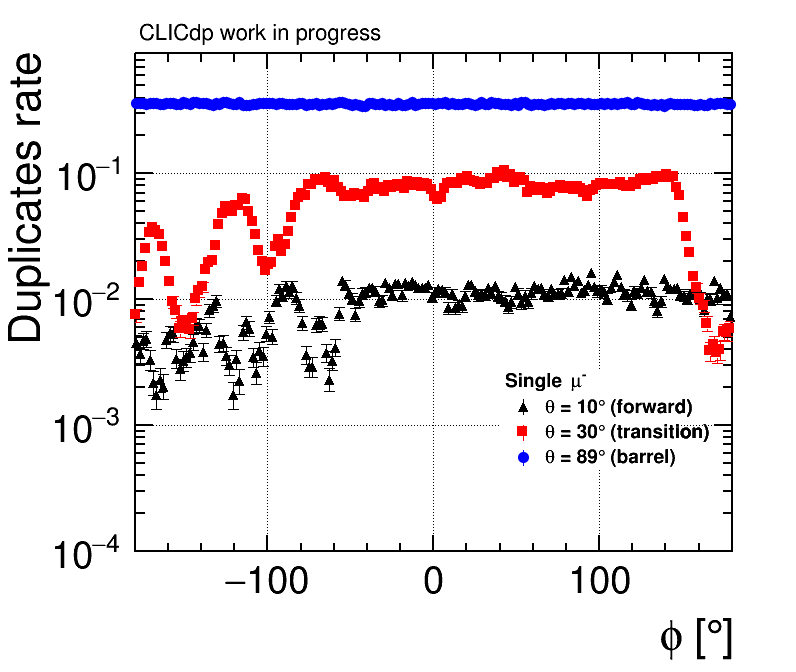 CLICdp work in progress
Duplicates rate
10⁻¹
10⁻²
10⁻³
10⁻⁴
Single μ⁻
θ = 10° (forward)
θ = 30° (transition)
θ = 89° (barrel)
−100 0 100
ϕ [°]